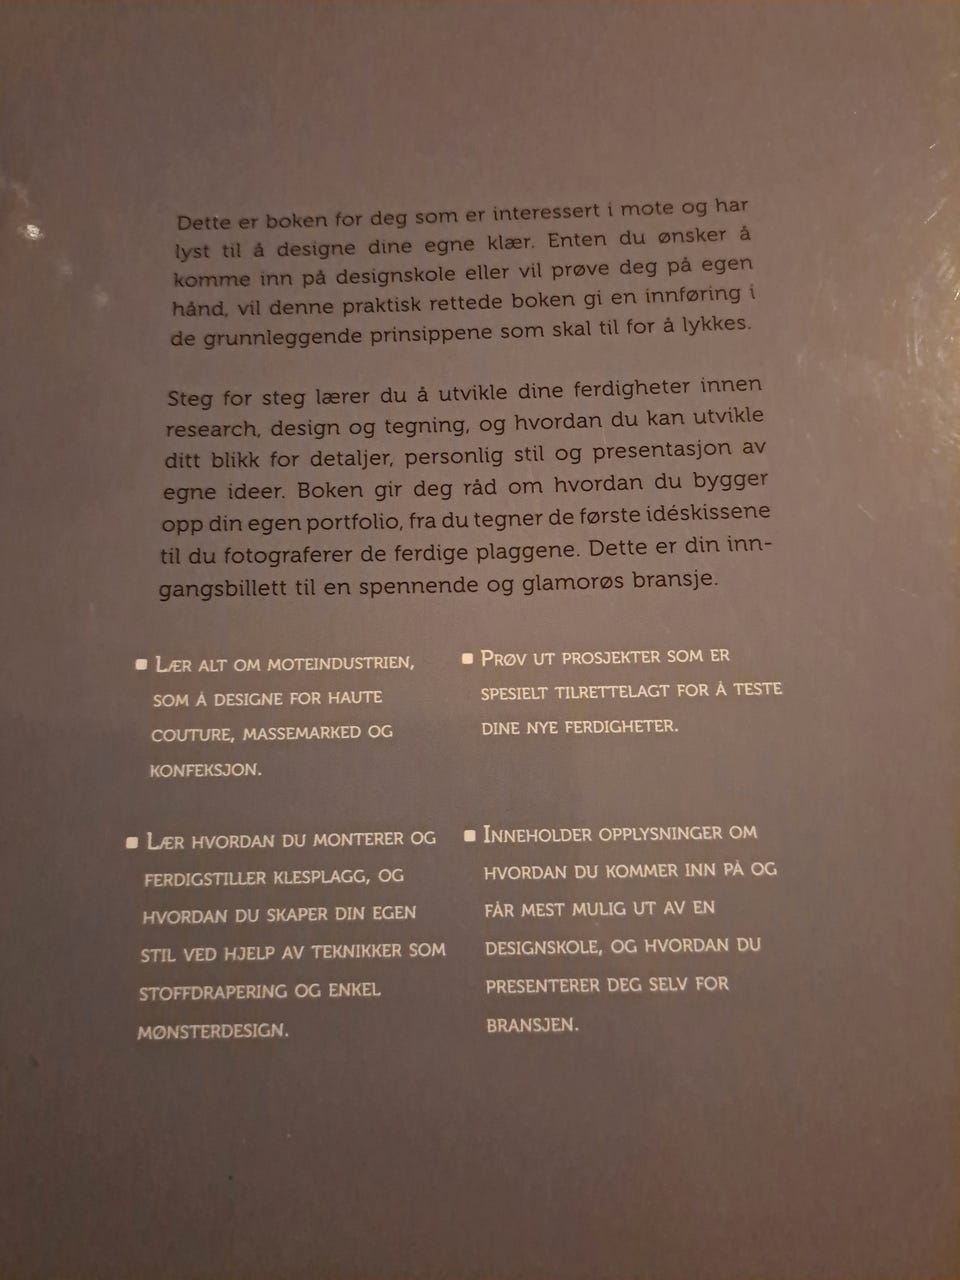 Dette er boken for deg som er interessert i mote og har
lyst til å designe dine egne klær. Enten du ønsker å
komme inn på designskole eller vil prøve deg på egen
hånd, vil denne praktisk rettede boken gi en innføring i
de grunnleggende prinsippene som skal til for å lykkes.
Steg for steg lærer du å utvikle dine ferdigheter innen
research, design og tegning, og hvordan du kan utvikle
ditt blikk for detaljer, personlig stil og presentasjon av
egne ideer. Boken gir deg råd om hvordan du bygger
opp din egen portfolio, fra du tegner de første idéskissene
til du fotograferer de ferdige plaggene. Dette er din inn-
gangsbillett til en spennende og glamorøs bransje.
LÆR ALT OM MOTEINDUSTRIEN,
SOM Å DESIGNE FOR HAUTE
COUTURE, MASSEMARKED OG
KONFEKSJON.
PRØV UT PROSJEKTER SOM ER
SPESIELT TILRETTELAGT FOR Å TESTE
DINE NYE FERDIGHETER.
LÆR HVORDAN DU MONTERER OG
FERDIGSTILLER KLESPLAGG, OG
HVORDAN DU SKAPER DIN EGEN
STIL VED HJELP AV TEKNIKKER SOM
STOFFDRAPERING OG ENKEL
MØNSTERDESIGN.
INNEHOLDER OPPLYSNINGER OM
HVORDAN DU KOMMER INN PÅ OG
FÅR MEST MULIG UT AV EN
DESIGNSKOLE, OG HVORDAN DU
PRESENTERER DEG SELV FOR
BRANSJEN.